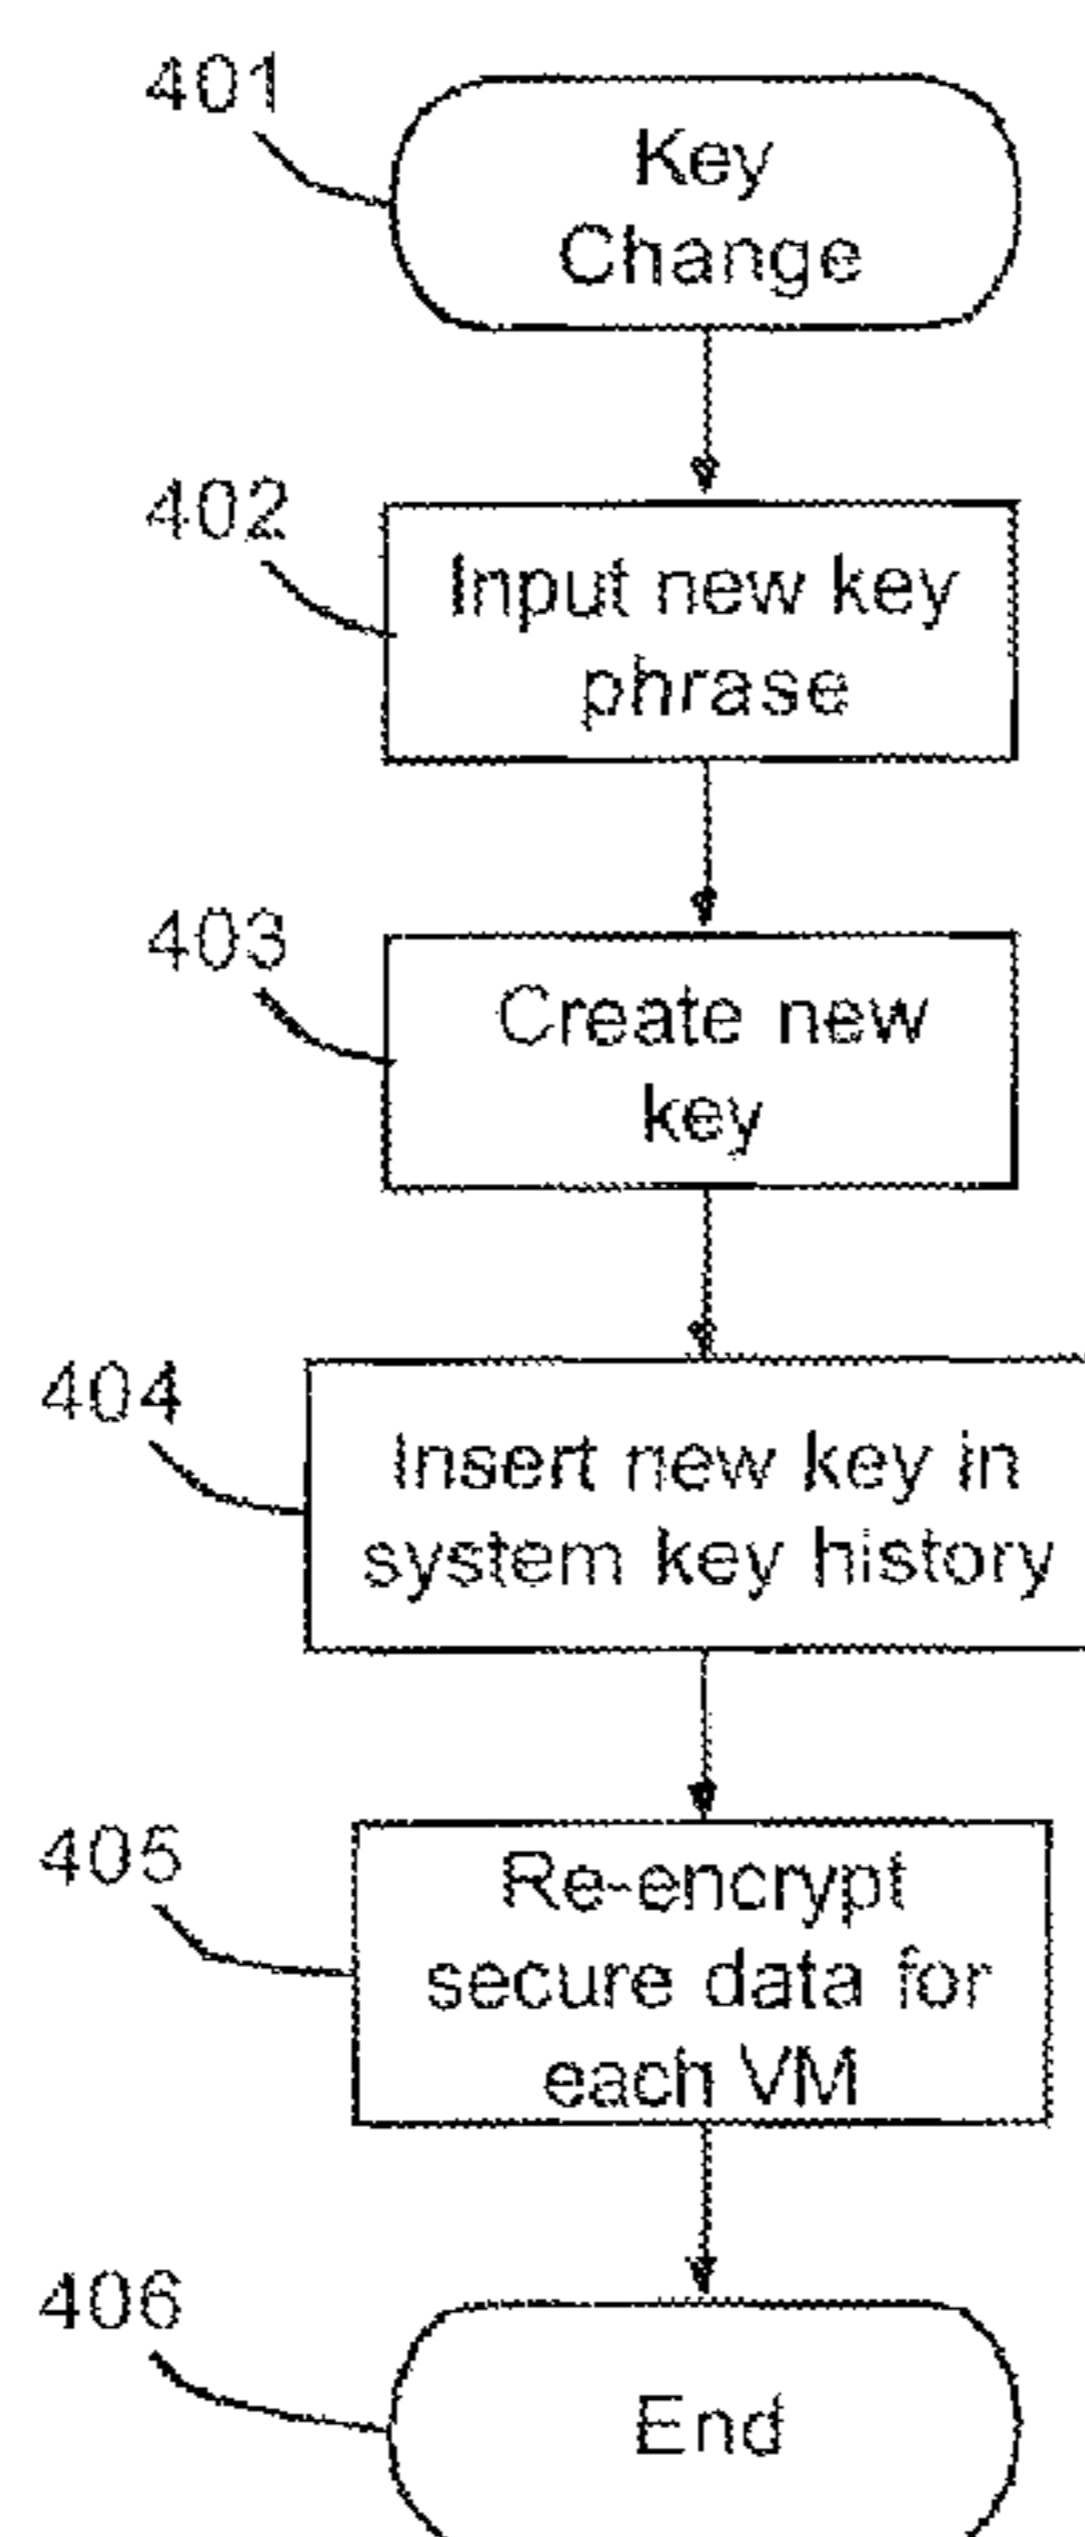 401
Key
Change
402
Input new key
phrase
403
Create new
key
404
Insert new key in
system key history
405
Re-encrypt
secure data for
each VM
406
End